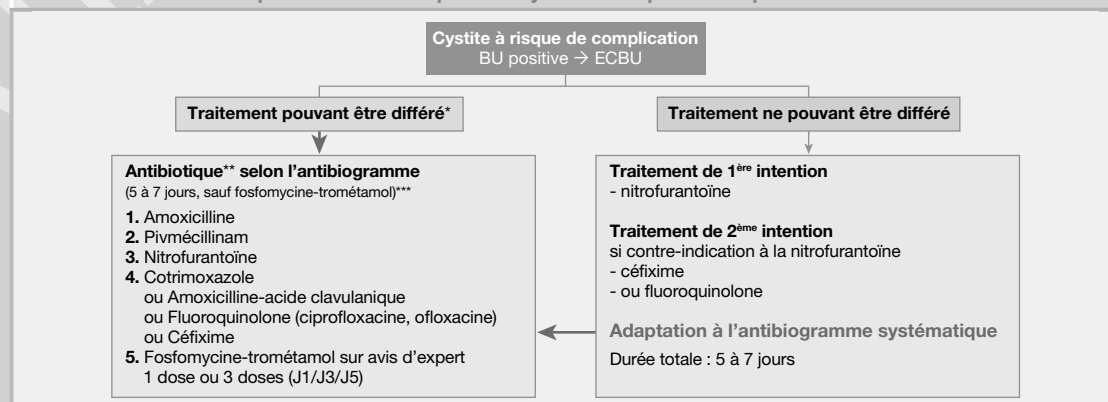 Cystite à risque de complication
BU positive → ECBU
Traitement pouvant être différé*
Antibiotique** selon l'antibiogramme
(5 à 7 jours, sauf fosfomycine-trométamol)***
1. Amoxicilline
2. Pivmécillinam
3. Nitrofurantoïne
4. Cotrimoxazole
ou Amoxicilline-acide clavulanique
ou Fluoroquinolone (ciprofloxacine, ofloxacine)
ou Céfixime
5. Fosfomycine-trométamol sur avis d'expert
1 dose ou 3 doses (J1/J3/J5)
Traitement ne pouvant être différé
Traitement de 1ère intention
- nitrofurantoïne
Traitement de 2ème intention
si contre-indication à la nitrofurantoïne
- céfixime
- ou fluoroquinolone
Adaptation à l'antibiogramme systématique
Durée totale : 5 à 7 jours